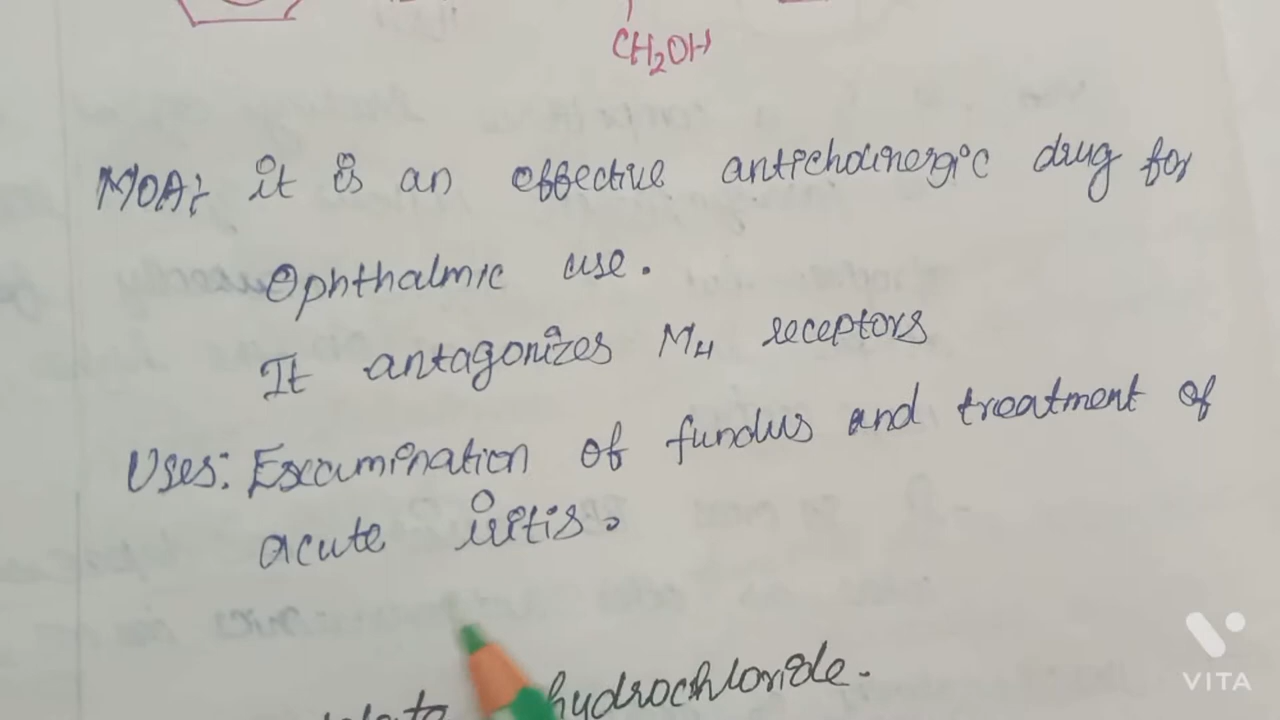 CH2OH
MOA: it is an effective anticholinergic drug for
Ophthalmic use.
It antagonizes M4 receptors
Uses: Examination of fundus and treatment of
acute iritis.
hydrochloride.
VITA